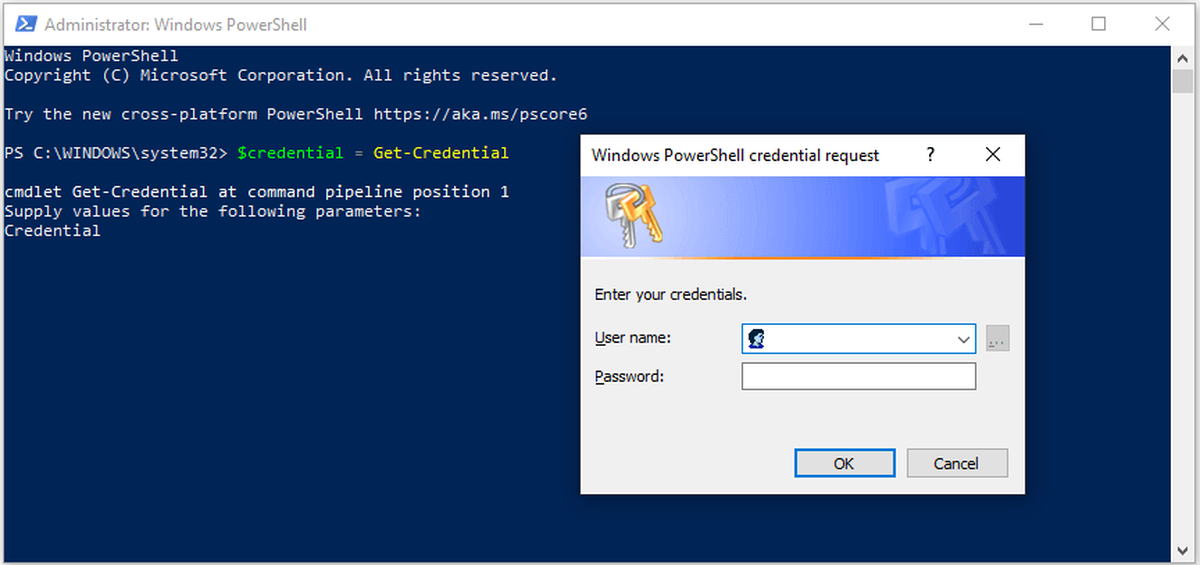 Administrator: Windows PowerShell
Windows PowerShell
Copyright (C) Microsoft Corporation. All rights reserved.
Try the new cross-platform PowerShell https://aka.ms/pscore6
PS C:\WINDOWS\system32> $credential = Get-Credential
cmdlet Get-Credential at command pipeline position 1
Supply values for the following parameters:
Credential
Windows PowerShell credential request ?
Enter your credentials.
User name:
...
Password:
OK Cancel